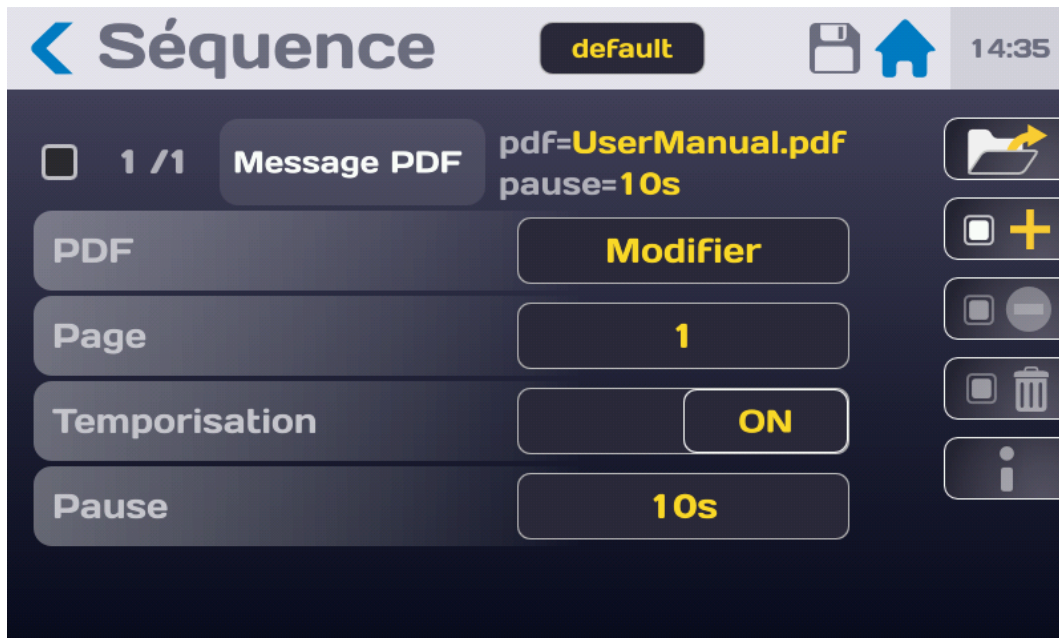 Séquence
default
14:35
1 /1
Message PDF
pdf=UserManual.pdf
pause=10s
PDF
Modifier
Page
1
Temporisation
ON
Pause
10s